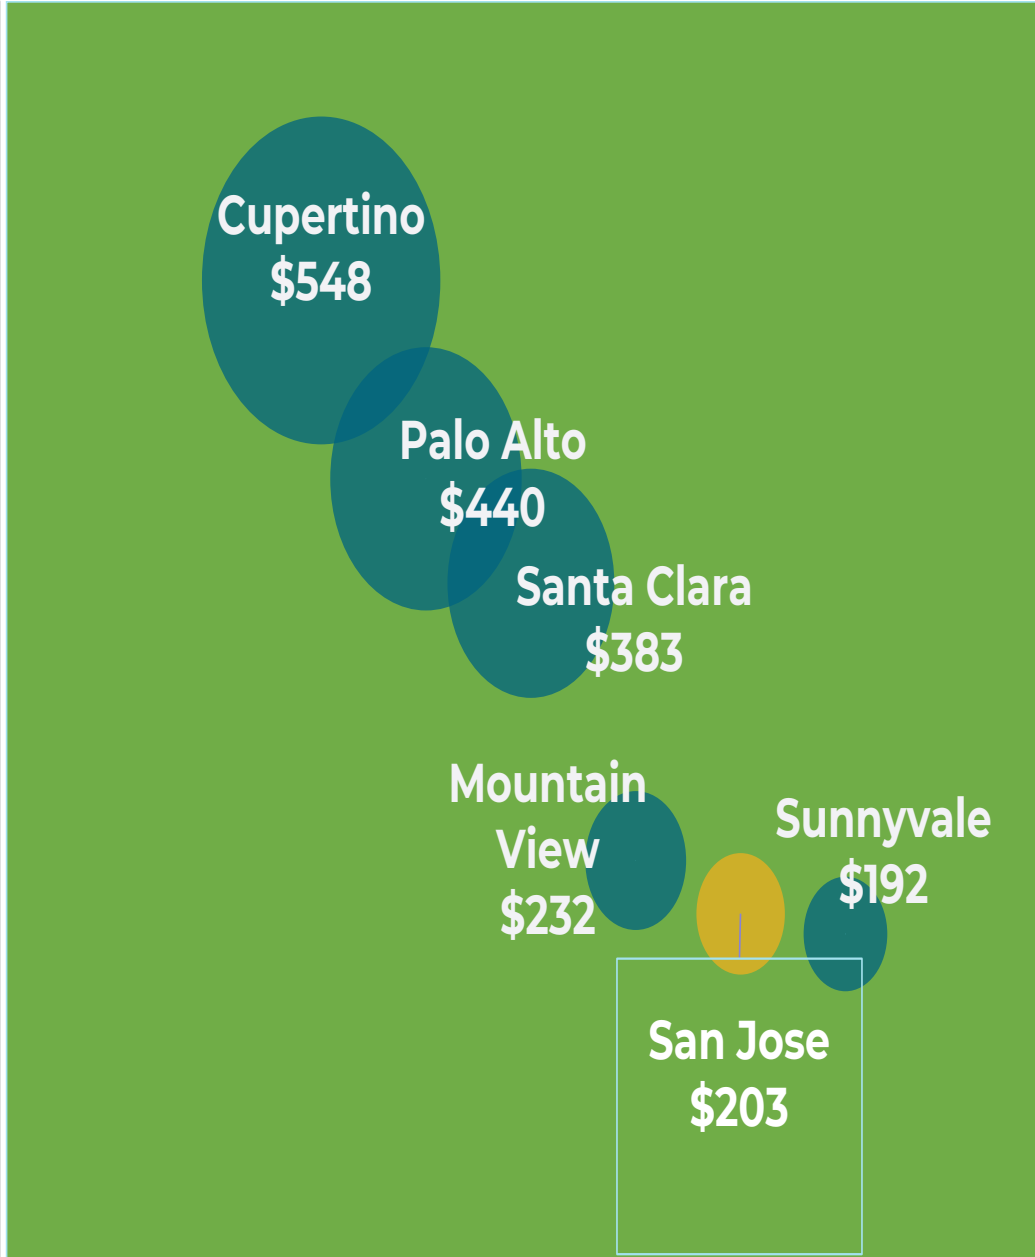 Cupertino
$548
Palo Alto
$440
Santa Clara
$383
Mountain
View
$232
Sunnyvale
$192
San Jose
$203